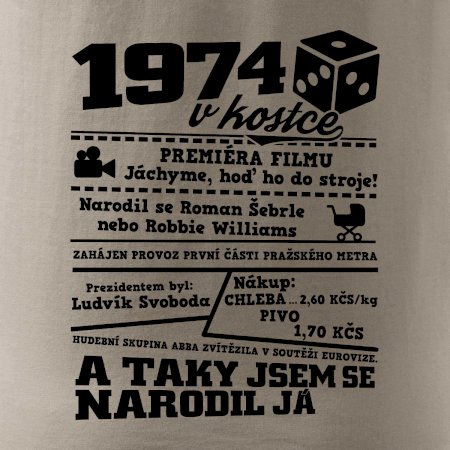 1974
v kostce
PREMIÉRA FILMU
Jáchyme, hoď ho do stroje!
Narodil se Roman Šebrle
nebo Robbie Williams
ZAHÁJEN PROVOZ PRVNÍ ČÁSTI PRAŽSKÉHO METRA
Prezidentem byl:
Ludvík Svoboda
Nákup:
CHLEBA ... 2,60 KČS/kg
PIVO
1,70 KČS
HUDEBNÍ SKUPINA ABBA ZVÍTĚZILA V SOUTĚŽI EUROVIZE.
A TAKY JSEM SE
NARODIL JÁ